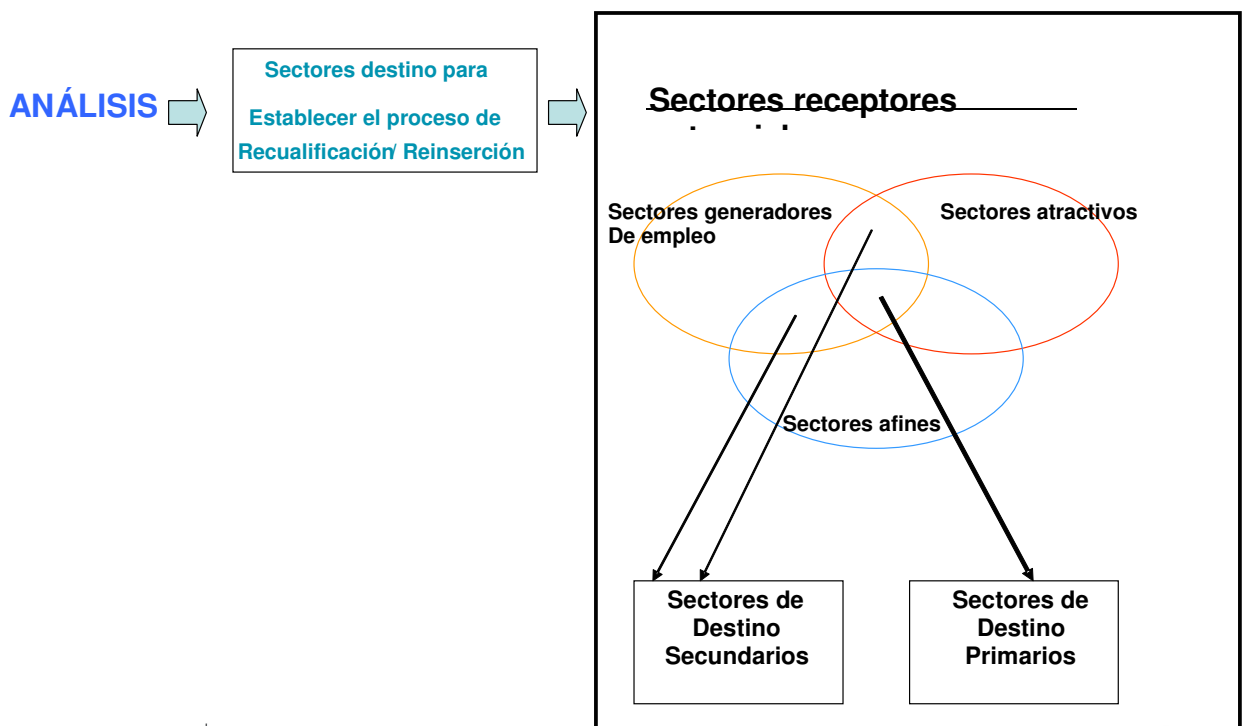 ANÁLISIS
Sectores destino para
Establecer el proceso de
Recualificación/ Reinserción
Sectores receptores
Sectores generadores
De empleo
Sectores atractivos
Sectores afines
Sectores de
Destino
Secundarios
Sectores de
Destino
Primarios